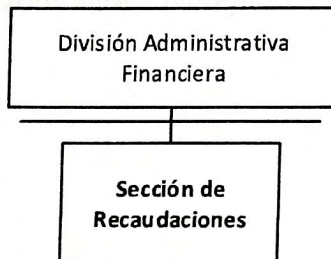 División Administrativa
Financiera
Sección de
Recaudaciones